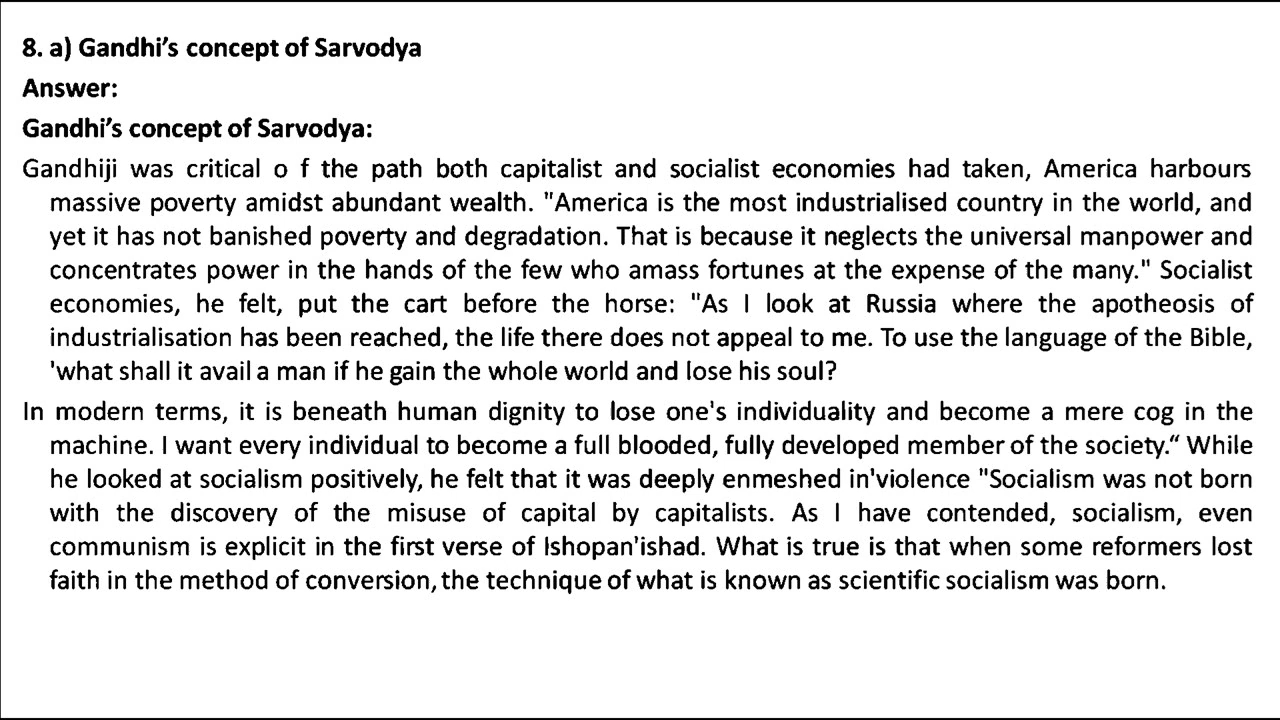 8. a) Gandhi’s concept of Sarvodya
Answer:
Gandhi’s concept of Sarvodya:
Gandhiji was critical o f the path both capitalist and socialist economies had taken, America harbours
massive poverty amidst abundant wealth. "America is the most industrialised country in the world, and
yet it has not banished poverty and degradation. That is because it neglects the universal manpower and
concentrates power in the hands of the few who amass fortunes at the expense of the many." Socialist
economies, he felt, put the cart before the horse: "As I look at Russia where the apotheosis of
industrialisation has been reached, the life there does not appeal to me. To use the language of the Bible,
'what shall it avail a man if he gain the whole world and lose his soul?
In modern terms, it is beneath human dignity to lose one's individuality and become a mere cog in the
machine. I want every individual to become a full blooded, fully developed member of the society.“ While
he looked at socialism positively, he felt that it was deeply enmeshed in'violence "Socialism was not born
with the discovery of the misuse of capital by capitalists. As I have contended, socialism, even
communism is explicit in the first verse of Ishopan'ishad. What is true is that when some reformers lost
faith in the method of conversion, the technique of what is known as scientific socialism was born.